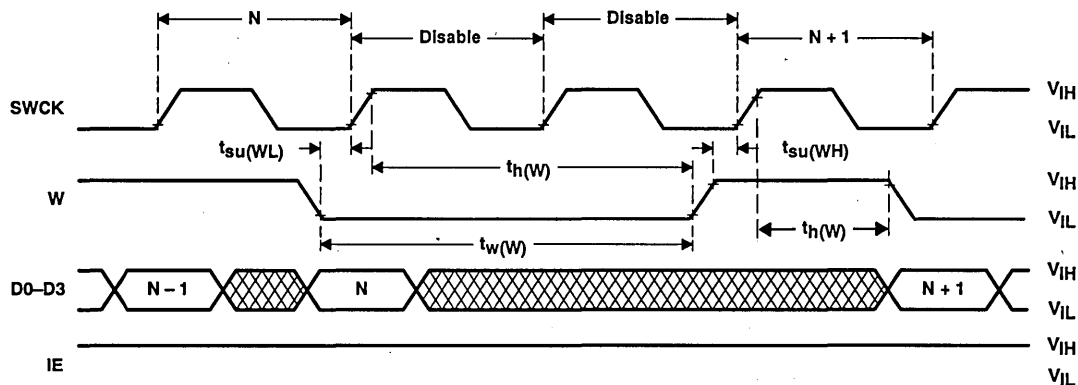 N
Disable
Disable
N + 1
SWCK
VIH
VIL
tsu(WL)
th(W)
tsu(WH)
W
VIH
VIL
tw(W)
th(W)
D0–D3
N – 1
N
N + 1
VIH
VIL
IE
VIH
VIL